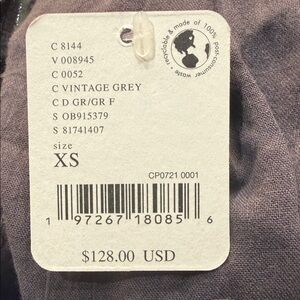 recyclable & made of 100% post-consumer waste
C 8144
V 008945
C 0052
C VINTAGE GREY
C D GR/GR F
S OB915379
S 81741407
size
XS
CP0721 0001
1 97267 18085 6
$128.00 USD